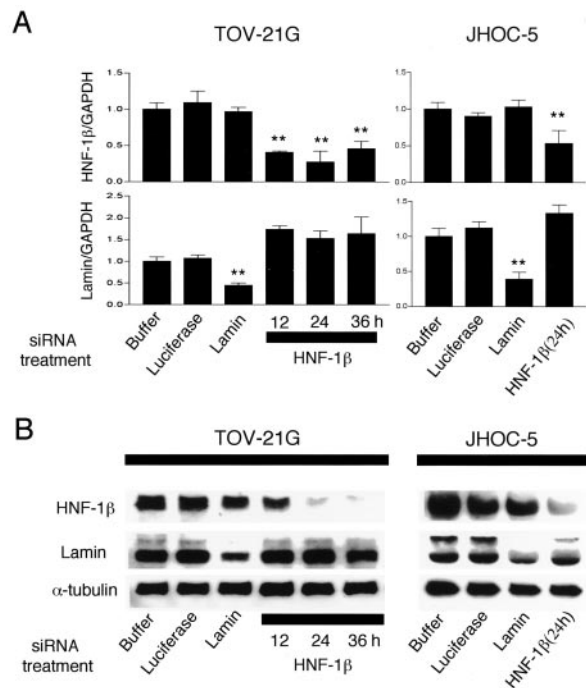 A
TOV-21G
JHOC-5
HNF-1β/GAPDH
1.5
1.0
0.5
0.0
** ** **
1.5
1.0
0.5
0.0
**
Lamin/GAPDH
2.0
1.5
1.0
0.5
0.0
**
1.5
1.0
0.5
0.0
**
siRNA
treatment
Buffer
Luciferase
Lamin
12 24 36 h
HNF-1β
Buffer
Luciferase
Lamin
HNF-1β(24h)
B
TOV-21G
JHOC-5
HNF-1β
Lamin
α-tubulin
siRNA
treatment
Buffer
Luciferase
Lamin
12 24 36 h
HNF-1β
Buffer
Luciferase
Lamin
HNF-1β(24h)